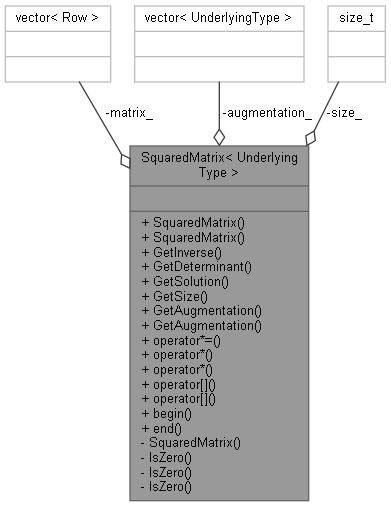 vector< Row >
vector< UnderlyingType >
size_t
-matrix_
-augmentation_
-size_
SquaredMatrix< Underlying
Type >
+ SquaredMatrix()
+ SquaredMatrix()
+ GetInverse()
+ GetDeterminant()
+ GetSolution()
+ GetSize()
+ GetAugmentation()
+ GetAugmentation()
+ operator*=()
+ operator*()
+ operator*()
+ operator[]()
+ operator[]()
+ begin()
+ end()
- SquaredMatrix()
- IsZero()
- IsZero()
- IsZero()